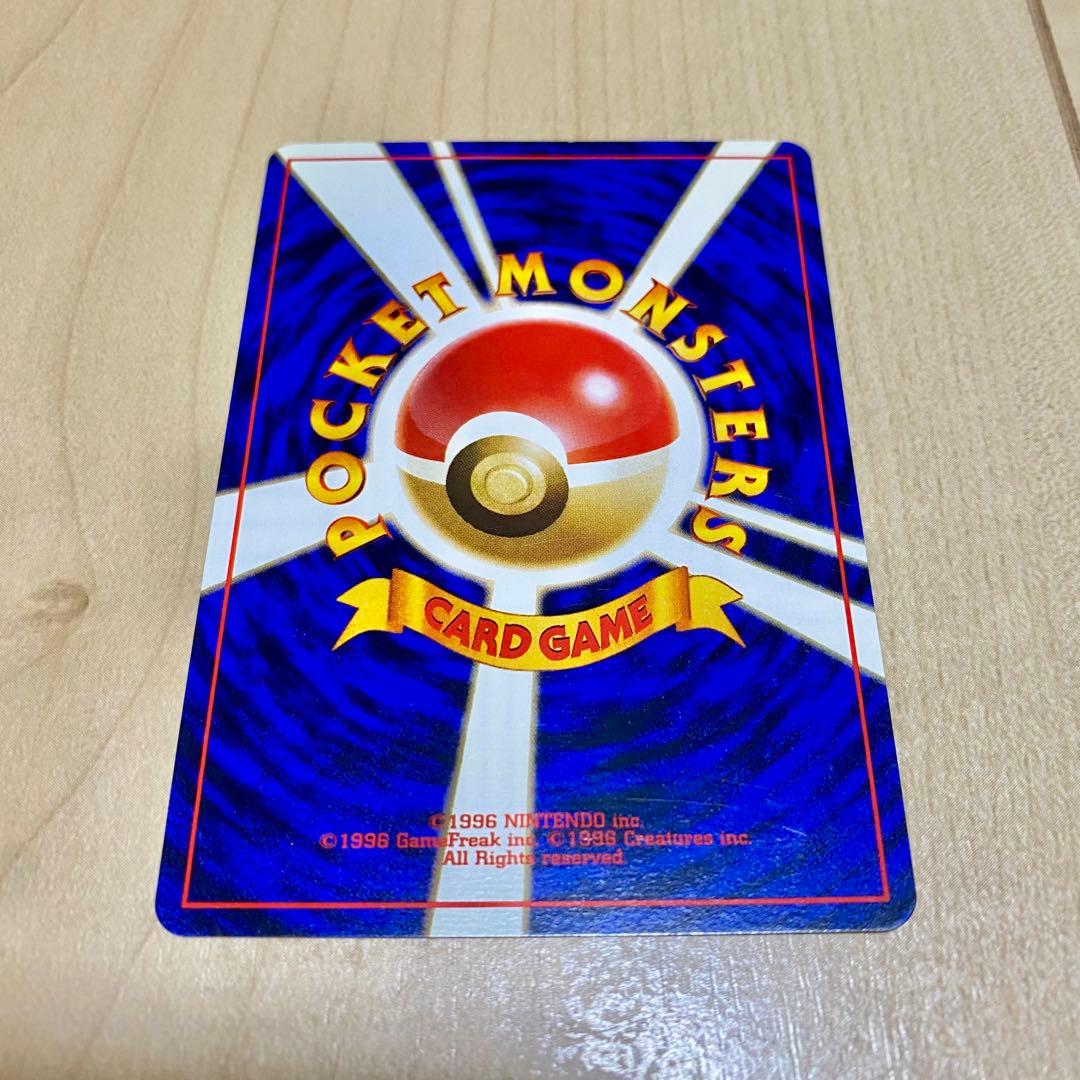 POCKET MONSTERS
CARD GAME
©1996 NINTENDO inc.
©1996 GameFreak inc. ©1996 Creatures inc.
All Rights reserved.